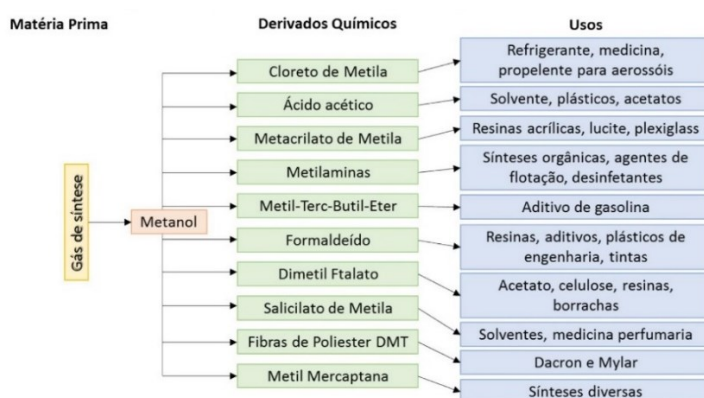 Matéria Prima
Derivados Químicos
Usos
Gás de síntese
Metanol
Cloreto de Metila
Ácido acético
Metacrilato de Metila
Metilaminas
Metil-Terc-Butil-Eter
Formaldeído
Dimetil Ftalato
Salicilato de Metila
Fibras de Poliester DMT
Metil Mercaptana
Refrigerante, medicina,
propelente para aerossóis
Solvente, plásticos, acetatos
Resinas acrílicas, lucite, plexiglass
Sínteses orgânicas, agentes de
flotação, desinfetantes
Aditivo de gasolina
Resinas, aditivos, plásticos de
engenharia, tintas
Acetato, celulose, resinas,
borrachas
Solventes, medicina perfumaria
Dacron e Mylar
Sínteses diversas